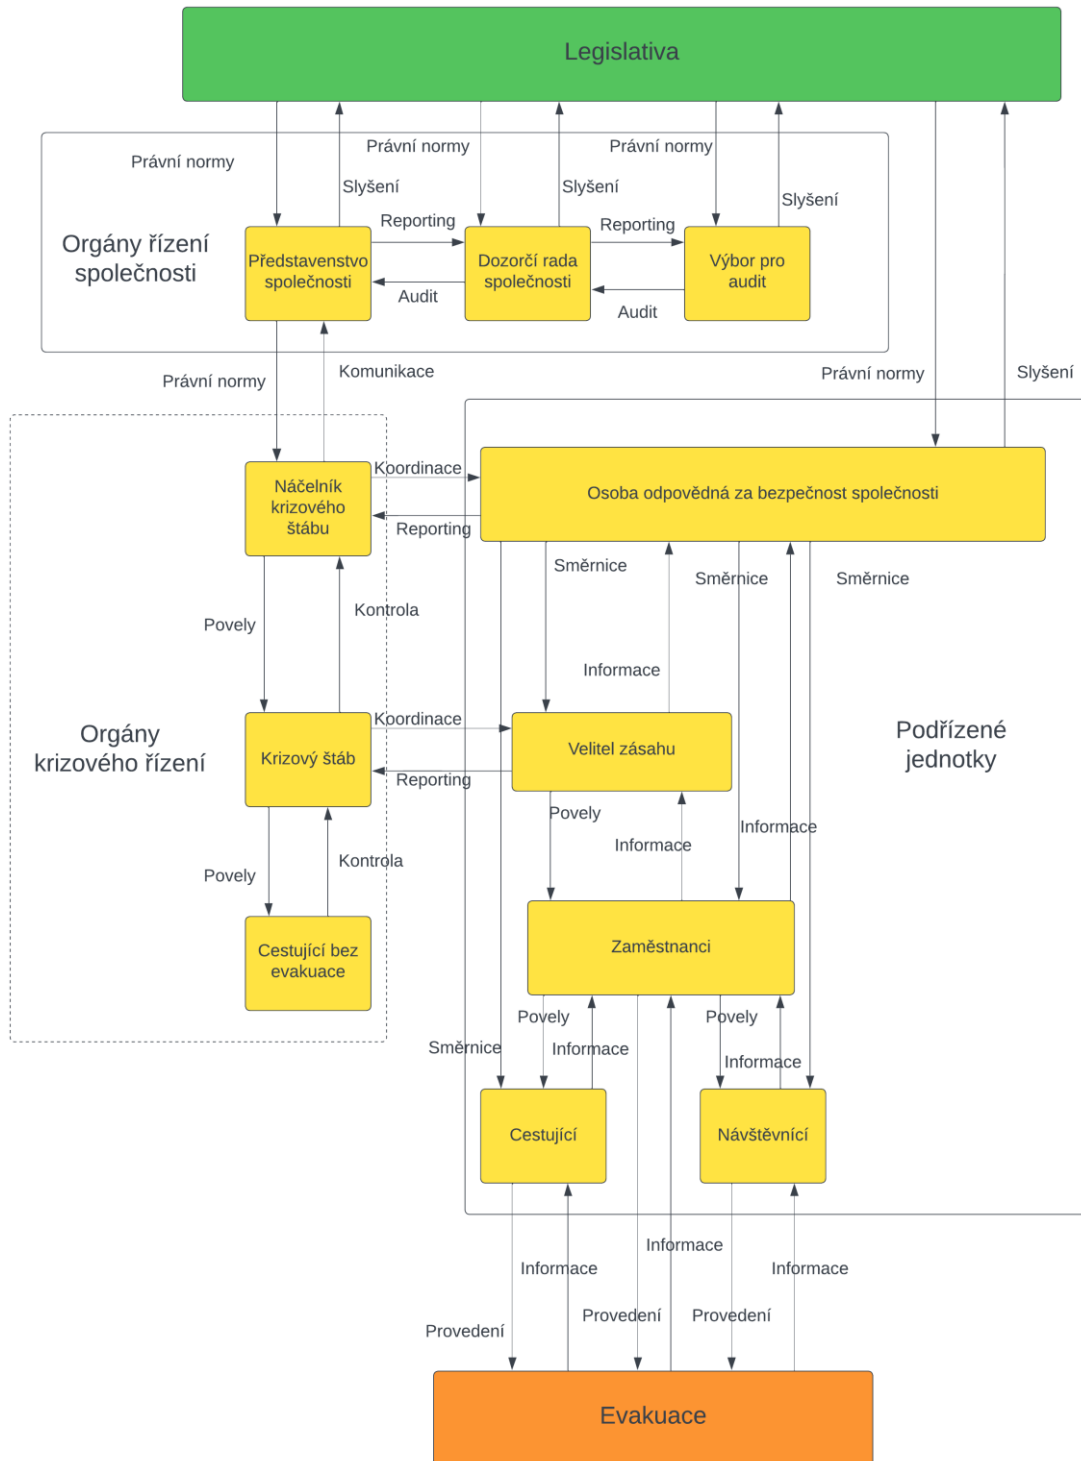 Legislativa
Právní normy
Právní normy
Právní normy
Slyšení
Slyšení
Slyšení
Orgány řízení
společnosti
Představenstvo
společnosti
Reporting
Audit
Dozorčí rada
společnosti
Reporting
Audit
Výbor pro
audit
Právní normy
Komunikace
Právní normy
Slyšení
Náčelník
krizového
štábu
Koordinace
Reporting
Osoba odpovědná za bezpečnost společnosti
Směrnice
Směrnice
Směrnice
Povely
Kontrola
Informace
Orgány
krizového řízení
Krizový štáb
Koordinace
Reporting
Velitel zásahu
Podřízené
jednotky
Povely
Informace
Informace
Povely
Kontrola
Cestující bez
evakuace
Zaměstnanci
Povely
Povely
Směrnice
Informace
Informace
Cestující
Návštěvnící
Informace
Informace
Informace
Provedení
Provedení
Provedení
Evakuace